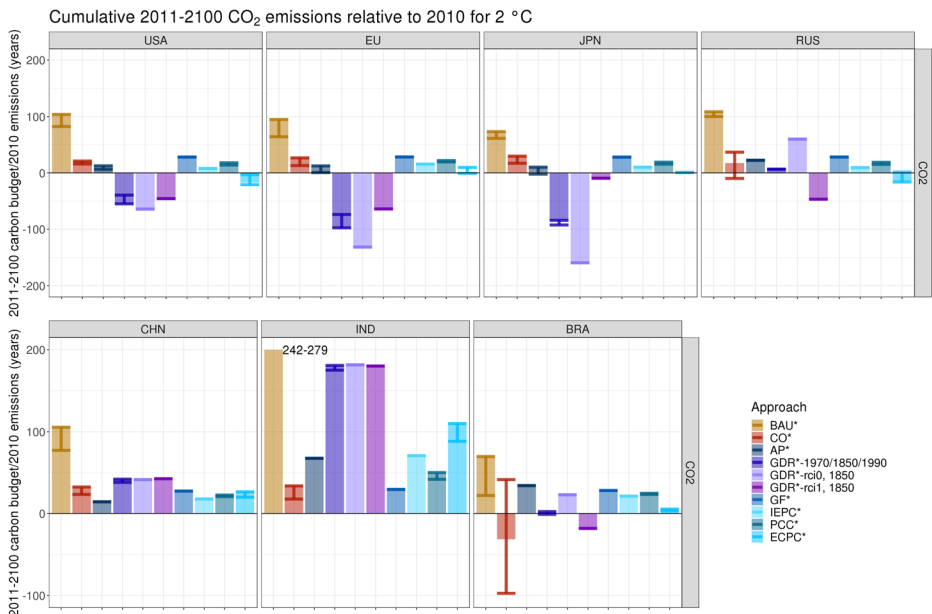 Cumulative 2011-2100 CO₂ emissions relative to 2010 for 2 °C
USA
EU
JPN
RUS
2011-2100 carbon budget/2010 emissions (years)
200
100
0
-100
-200
CO2
CHN
IND
BRA
2011-2100 carbon budget/2010 emissions (years)
200
100
0
-100
242-279
CO2
Approach
BAU*
CO*
AP*
GDR*-1970/1850/1990
GDR*-rci0, 1850
GDR*-rci1, 1850
GF*
IEPC*
PCC*
ECPC*